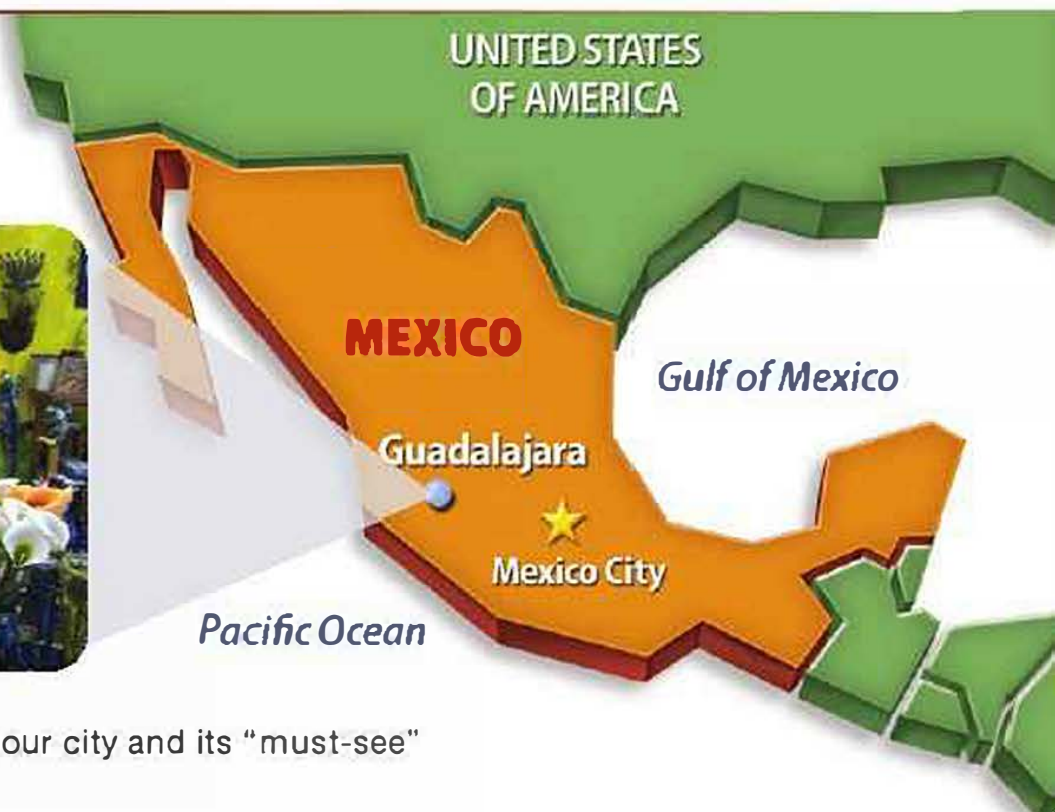 UNITED STATES
OF AMERICA
MEXICO
Gulf of Mexico
Guadalajara
Mexico City
Pacific Ocean
our city and its "must-see"